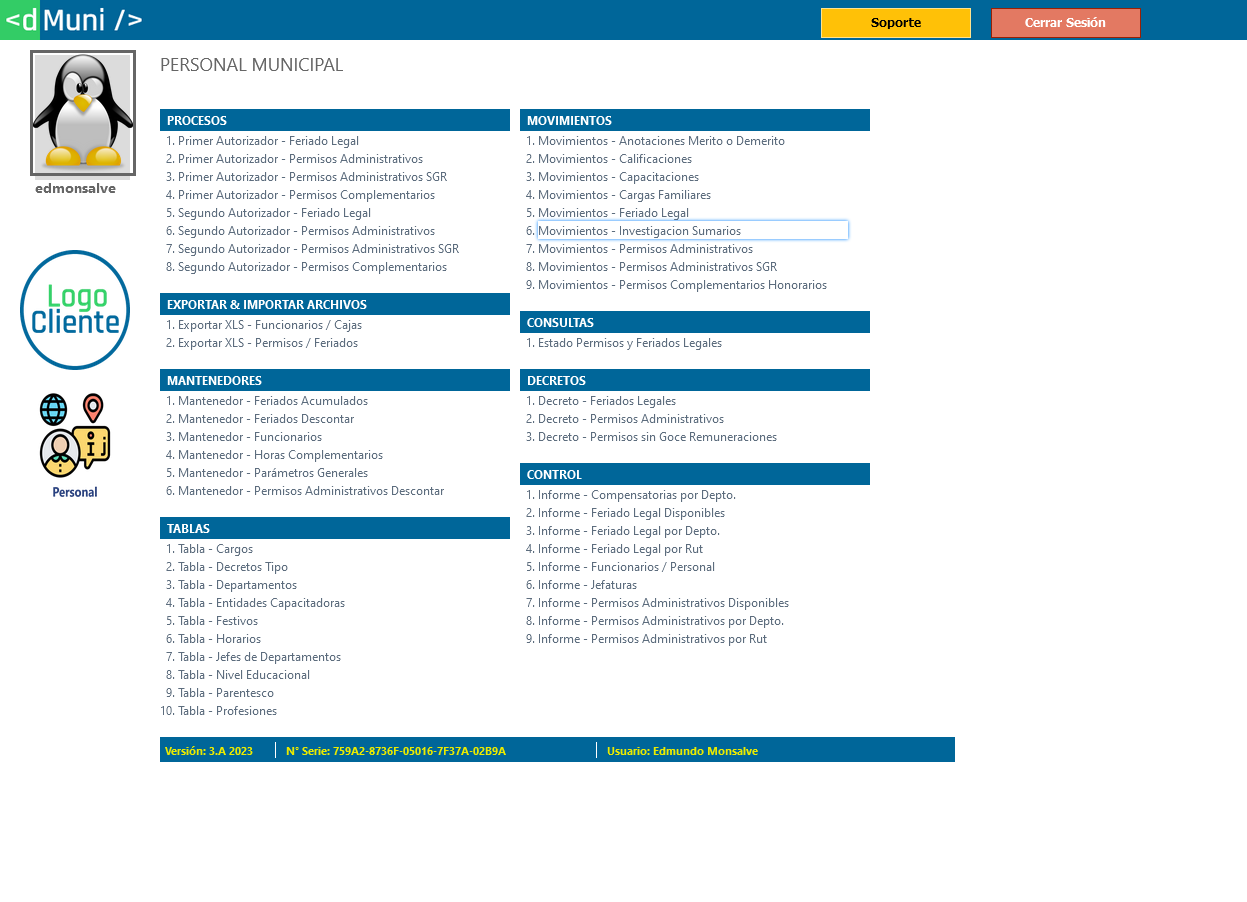 <d Muni />
Soporte
Cerrar Sesión
edmonsalve
Logo
Cliente
Personal
PERSONAL MUNICIPAL
PROCESOS
1. Primer Autorizador - Feriado Legal
2. Primer Autorizador - Permisos Administrativos
3. Primer Autorizador - Permisos Administrativos SGR
4. Primer Autorizador - Permisos Complementarios
5. Segundo Autorizador - Feriado Legal
6. Segundo Autorizador - Permisos Administrativos
7. Segundo Autorizador - Permisos Administrativos SGR
8. Segundo Autorizador - Permisos Complementarios
EXPORTAR & IMPORTAR ARCHIVOS
1. Exportar XLS - Funcionarios / Cajas
2. Exportar XLS - Permisos / Feriados
MANTENEDORES
1. Mantenedor - Feriados Acumulados
2. Mantenedor - Feriados Descontar
3. Mantenedor - Funcionarios
4. Mantenedor - Horas Complementarios
5. Mantenedor - Parámetros Generales
6. Mantenedor - Permisos Administrativos Descontar
TABLAS
1. Tabla - Cargos
2. Tabla - Decretos Tipo
3. Tabla - Departamentos
4. Tabla - Entidades Capacitadoras
5. Tabla - Festivos
6. Tabla - Horarios
7. Tabla - Jefes de Departamentos
8. Tabla - Nivel Educacional
9. Tabla - Parentesco
10. Tabla - Profesiones
MOVIMIENTOS
1. Movimientos - Anotaciones Merito o Demerito
2. Movimientos - Calificaciones
3. Movimientos - Capacitaciones
4. Movimientos - Cargas Familiares
5. Movimientos - Feriado Legal
6. Movimientos - Investigacion Sumarios
7. Movimientos - Permisos Administrativos
8. Movimientos - Permisos Administrativos SGR
9. Movimientos - Permisos Complementarios Honorarios
CONSULTAS
1. Estado Permisos y Feriados Legales
DECRETOS
1. Decreto - Feriados Legales
2. Decreto - Permisos Administrativos
3. Decreto - Permisos sin Goce Remuneraciones
CONTROL
1. Informe - Compensatorias por Depto.
2. Informe - Feriado Legal Disponibles
3. Informe - Feriado Legal por Depto.
4. Informe - Feriado Legal por Rut
5. Informe - Funcionarios / Personal
6. Informe - Jefaturas
7. Informe - Permisos Administrativos Disponibles
8. Informe - Permisos Administrativos por Depto.
9. Informe - Permisos Administrativos por Rut
Versión: 3.A 2023
N° Serie: 759A2-8736F-05016-7F37A-02B9A
Usuario: Edmundo Monsalve